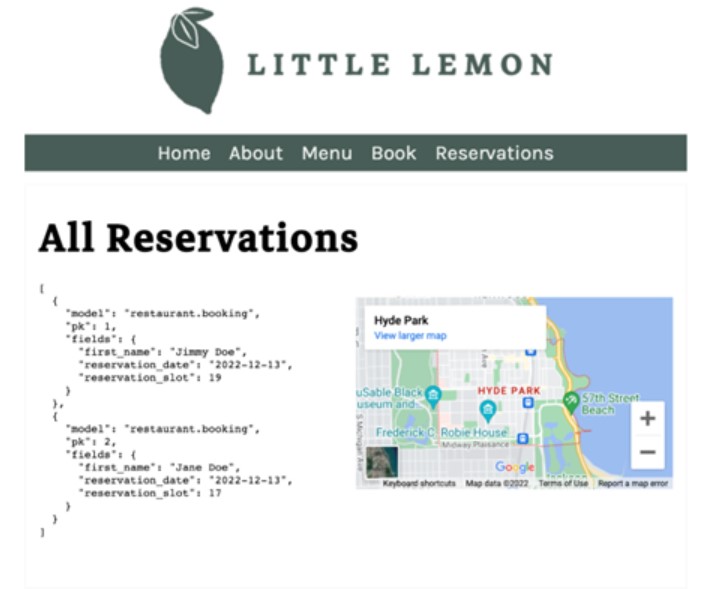 LITTLE LEMON
Home About Menu Book Reservations
All Reservations
[
{
"model": "restaurant.booking",
"pk": 1,
"fields": {
"first_name": "Jimmy Doe",
"reservation_date": "2022-12-13",
"reservation_slot": 19
}
},
{
"model": "restaurant.booking",
"pk": 2,
"fields": {
"first_name": "Jane Doe",
"reservation_date": "2022-12-13",
"reservation_slot": 17
}
}
]
Hyde Park
View larger map
HYDE PARK
uSable Black
useum and
57th Street
Beach
Frederick C. Robie House
Midway Plaisance
S Michigan Ave
Google
Keyboard shortcuts Map data ©2022 Terms of Use Report a map error